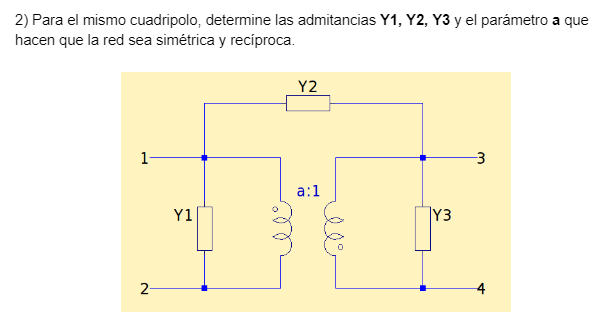 2) Para el mismo cuadripolo, determine las admitancias Y1, Y2, Y3 y el parámetro a que
hacen que la red sea simétrica y recíproca.
Y2
1
3
a:1
Y1
Y3
2
4